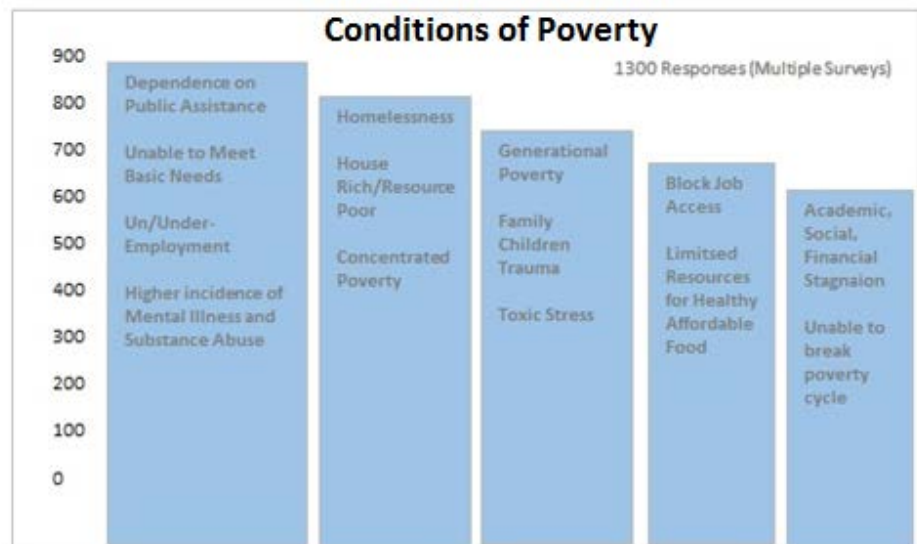 Conditions of Poverty
1300 Responses (Multiple Surveys)
900
800
700
600
500
400
300
200
100
0
Dependence on
Public Assistance
Unable to Meet
Basic Needs
Un/Under-
Employment
Higher incidence of
Mental Illness and
Substance Abuse
Homelessness
House
Rich/Resource
Poor
Concentrated
Poverty
Generational
Poverty
Family
Children
Trauma
Toxic Stress
Block Job
Access
Limitsed
Resources
for Healthy
Affordable
Food
Academic,
Social,
Financial
Stagnaion
Unable to
break
poverty
cycle